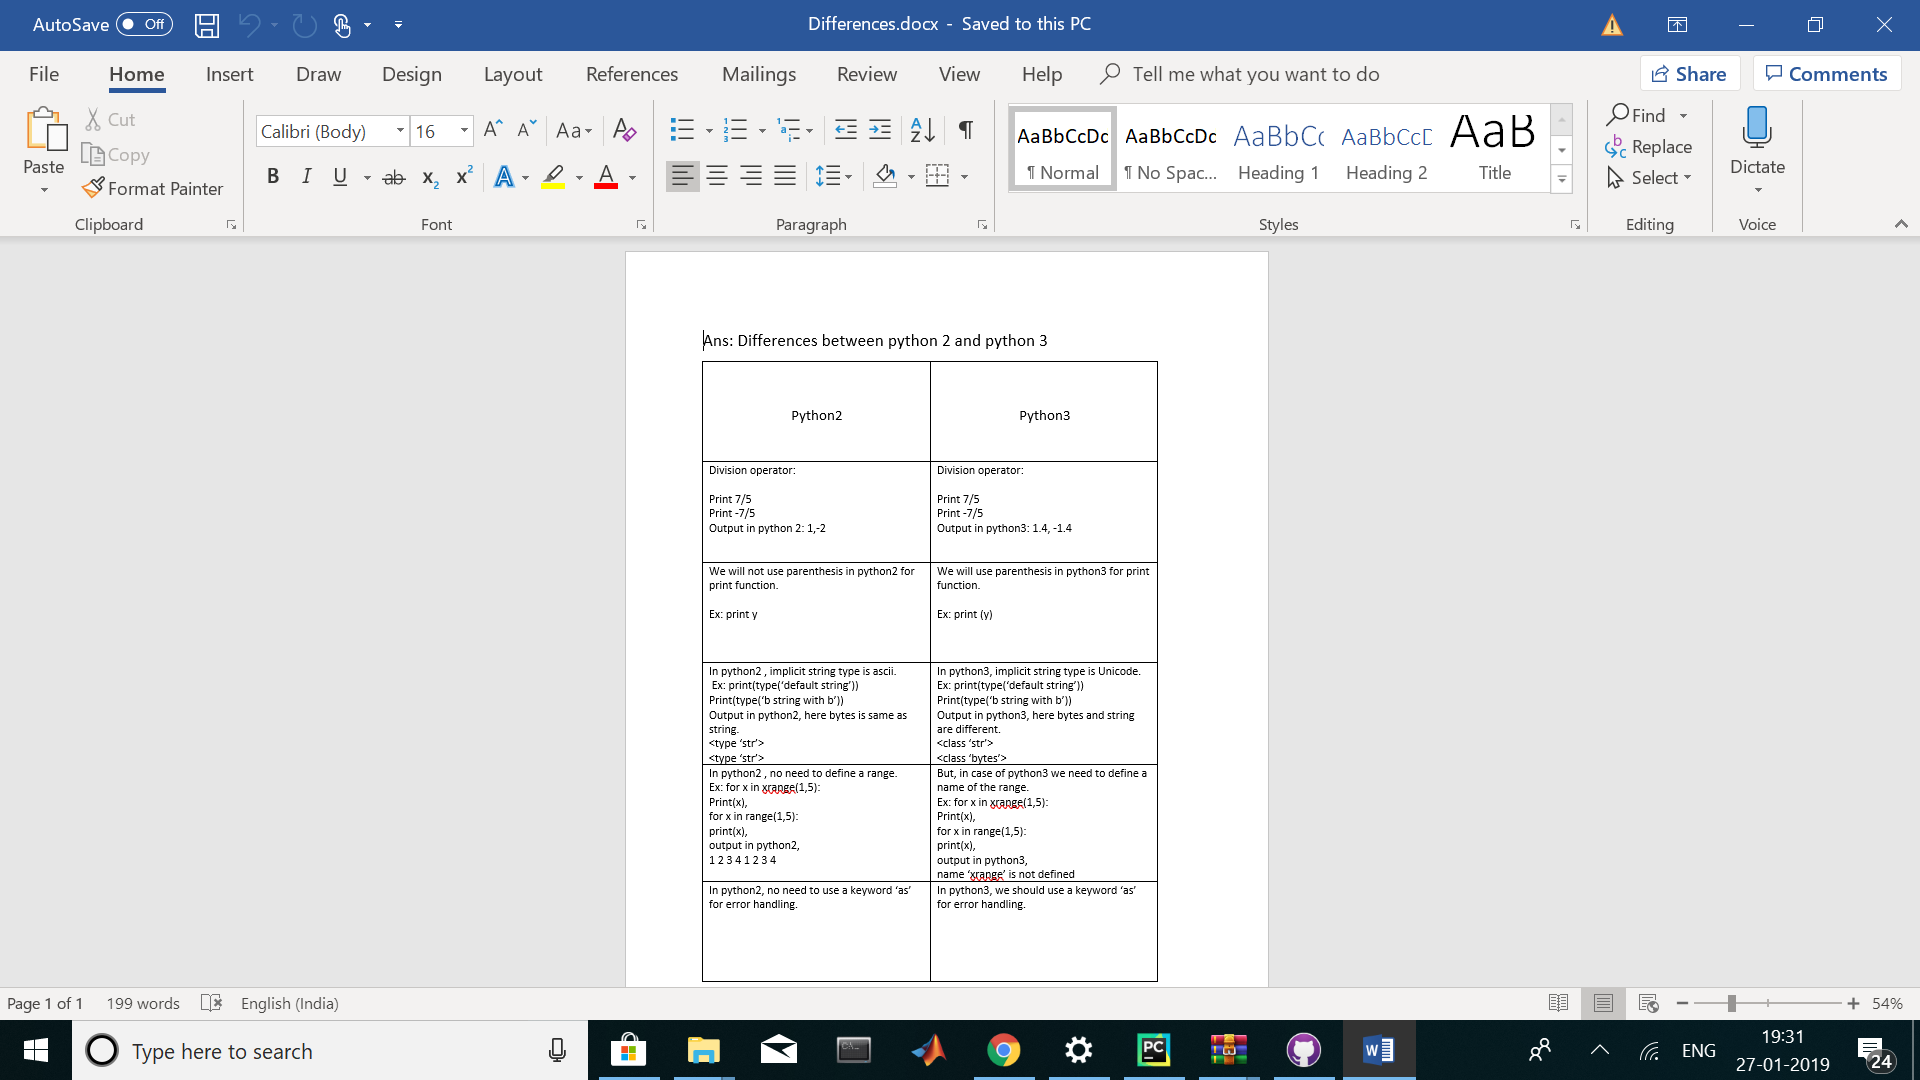 AutoSave Off
Differences.docx - Saved to this PC
File Home Insert Draw Design Layout References Mailings Review View Help Tell me what you want to do Share Comments
Paste
Cut
Copy
Format Painter
Clipboard
Calibri (Body) 16
Font
Paragraph
AaBbCcDc AaBbCcDc AaBbC AaBbCcD AaB
¶ Normal ¶ No Spac... Heading 1 Heading 2 Title
Styles
Find
Replace
Select
Editing
Dictate
Voice
Ans: Differences between python 2 and python 3
Python2
Python3
Division operator:
Print 7/5
Print -7/5
Output in python 2: 1,-2
Division operator:
Print 7/5
Print -7/5
Output in python3: 1.4, -1.4
We will not use parenthesis in python2 for
print function.
Ex: print y
We will use parenthesis in python3 for print
function.
Ex: print (y)
In python2 , implicit string type is ascii.
Ex: print(type(‘default string’))
Print(type(‘b string with b’))
Output in python2, here bytes is same as
string.
<type ‘str’>
<type ‘str’>
In python3, implicit string type is Unicode.
Ex: print(type(‘default string’))
Print(type(‘b string with b’))
Output in python3, here bytes and string
are different.
<class ‘str’>
<class ‘bytes’>
In python2 , no need to define a range.
Ex: for x in xrange(1,5):
Print(x),
for x in range(1,5):
print(x),
output in python2,
1 2 3 4 1 2 3 4
But, in case of python3 we need to define a
name of the range.
Ex: for x in xrange(1,5):
Print(x),
for x in range(1,5):
print(x),
output in python3,
name ‘xrange’ is not defined
In python2, no need to use a keyword ‘as’
for error handling.
In python3, we should use a keyword ‘as’
for error handling.
Page 1 of 1 199 words English (India) 54%
Type here to search
ENG
19:31
27-01-2019
24